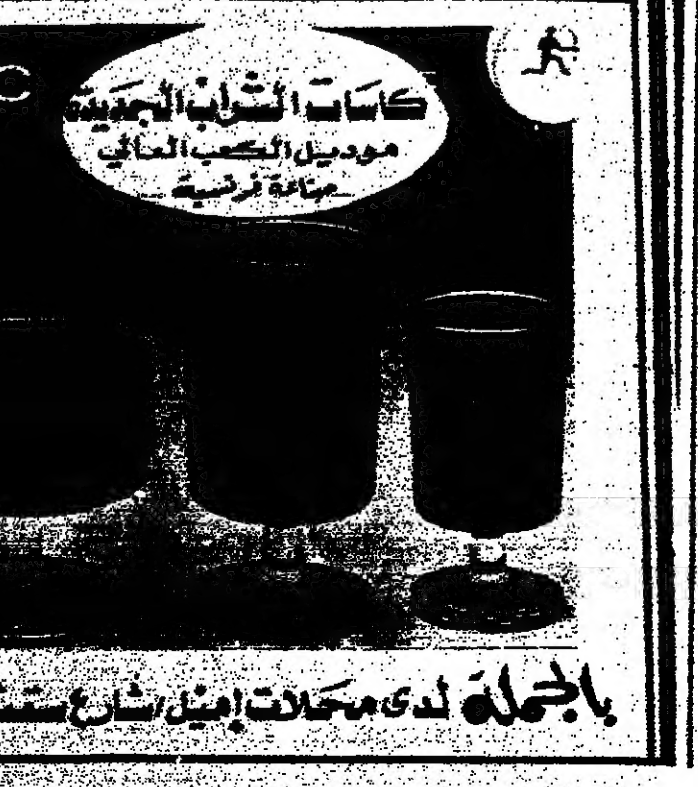 كاسات الشراب الجديدة
موديل الكعب العالي
صناعة فرنسية
بالجملة لدى محلات إميل / شارع